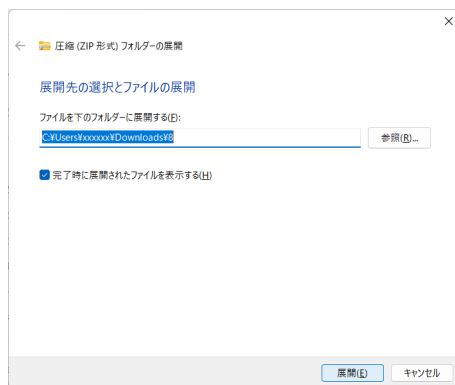 圧縮 (ZIP 形式) フォルダーの展開
展開先の選択とファイルの展開
ファイルを下のフォルダーに展開する(F):
C:¥Users¥xxxxxx¥Downloads¥8
参照(R)...
完了時に展開されたファイルを表示する(H)
展開(E)
キャンセル